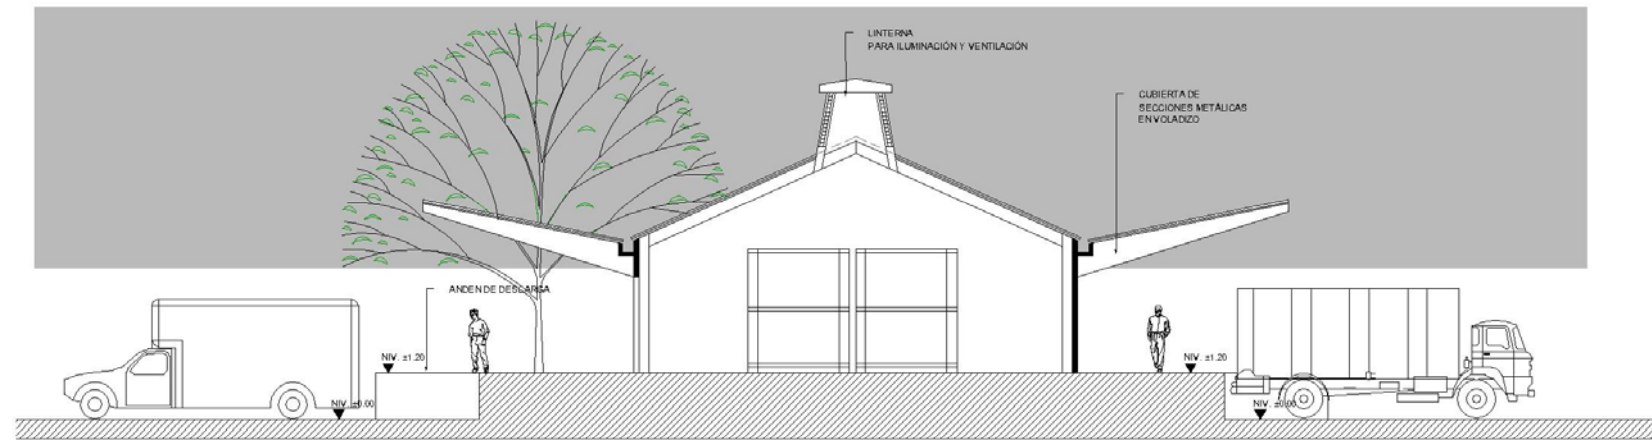 LINTERNA
PARA ILUMINACIÓN Y VENTILACIÓN
CUBIERTA DE
SECCIONES METÁLICAS
EN VOLADIZO
ANDEN DE DESCARGA
NIV. ±1.20
NIV. ±1.20
NIV. ±0.00
NIV. ±0.00